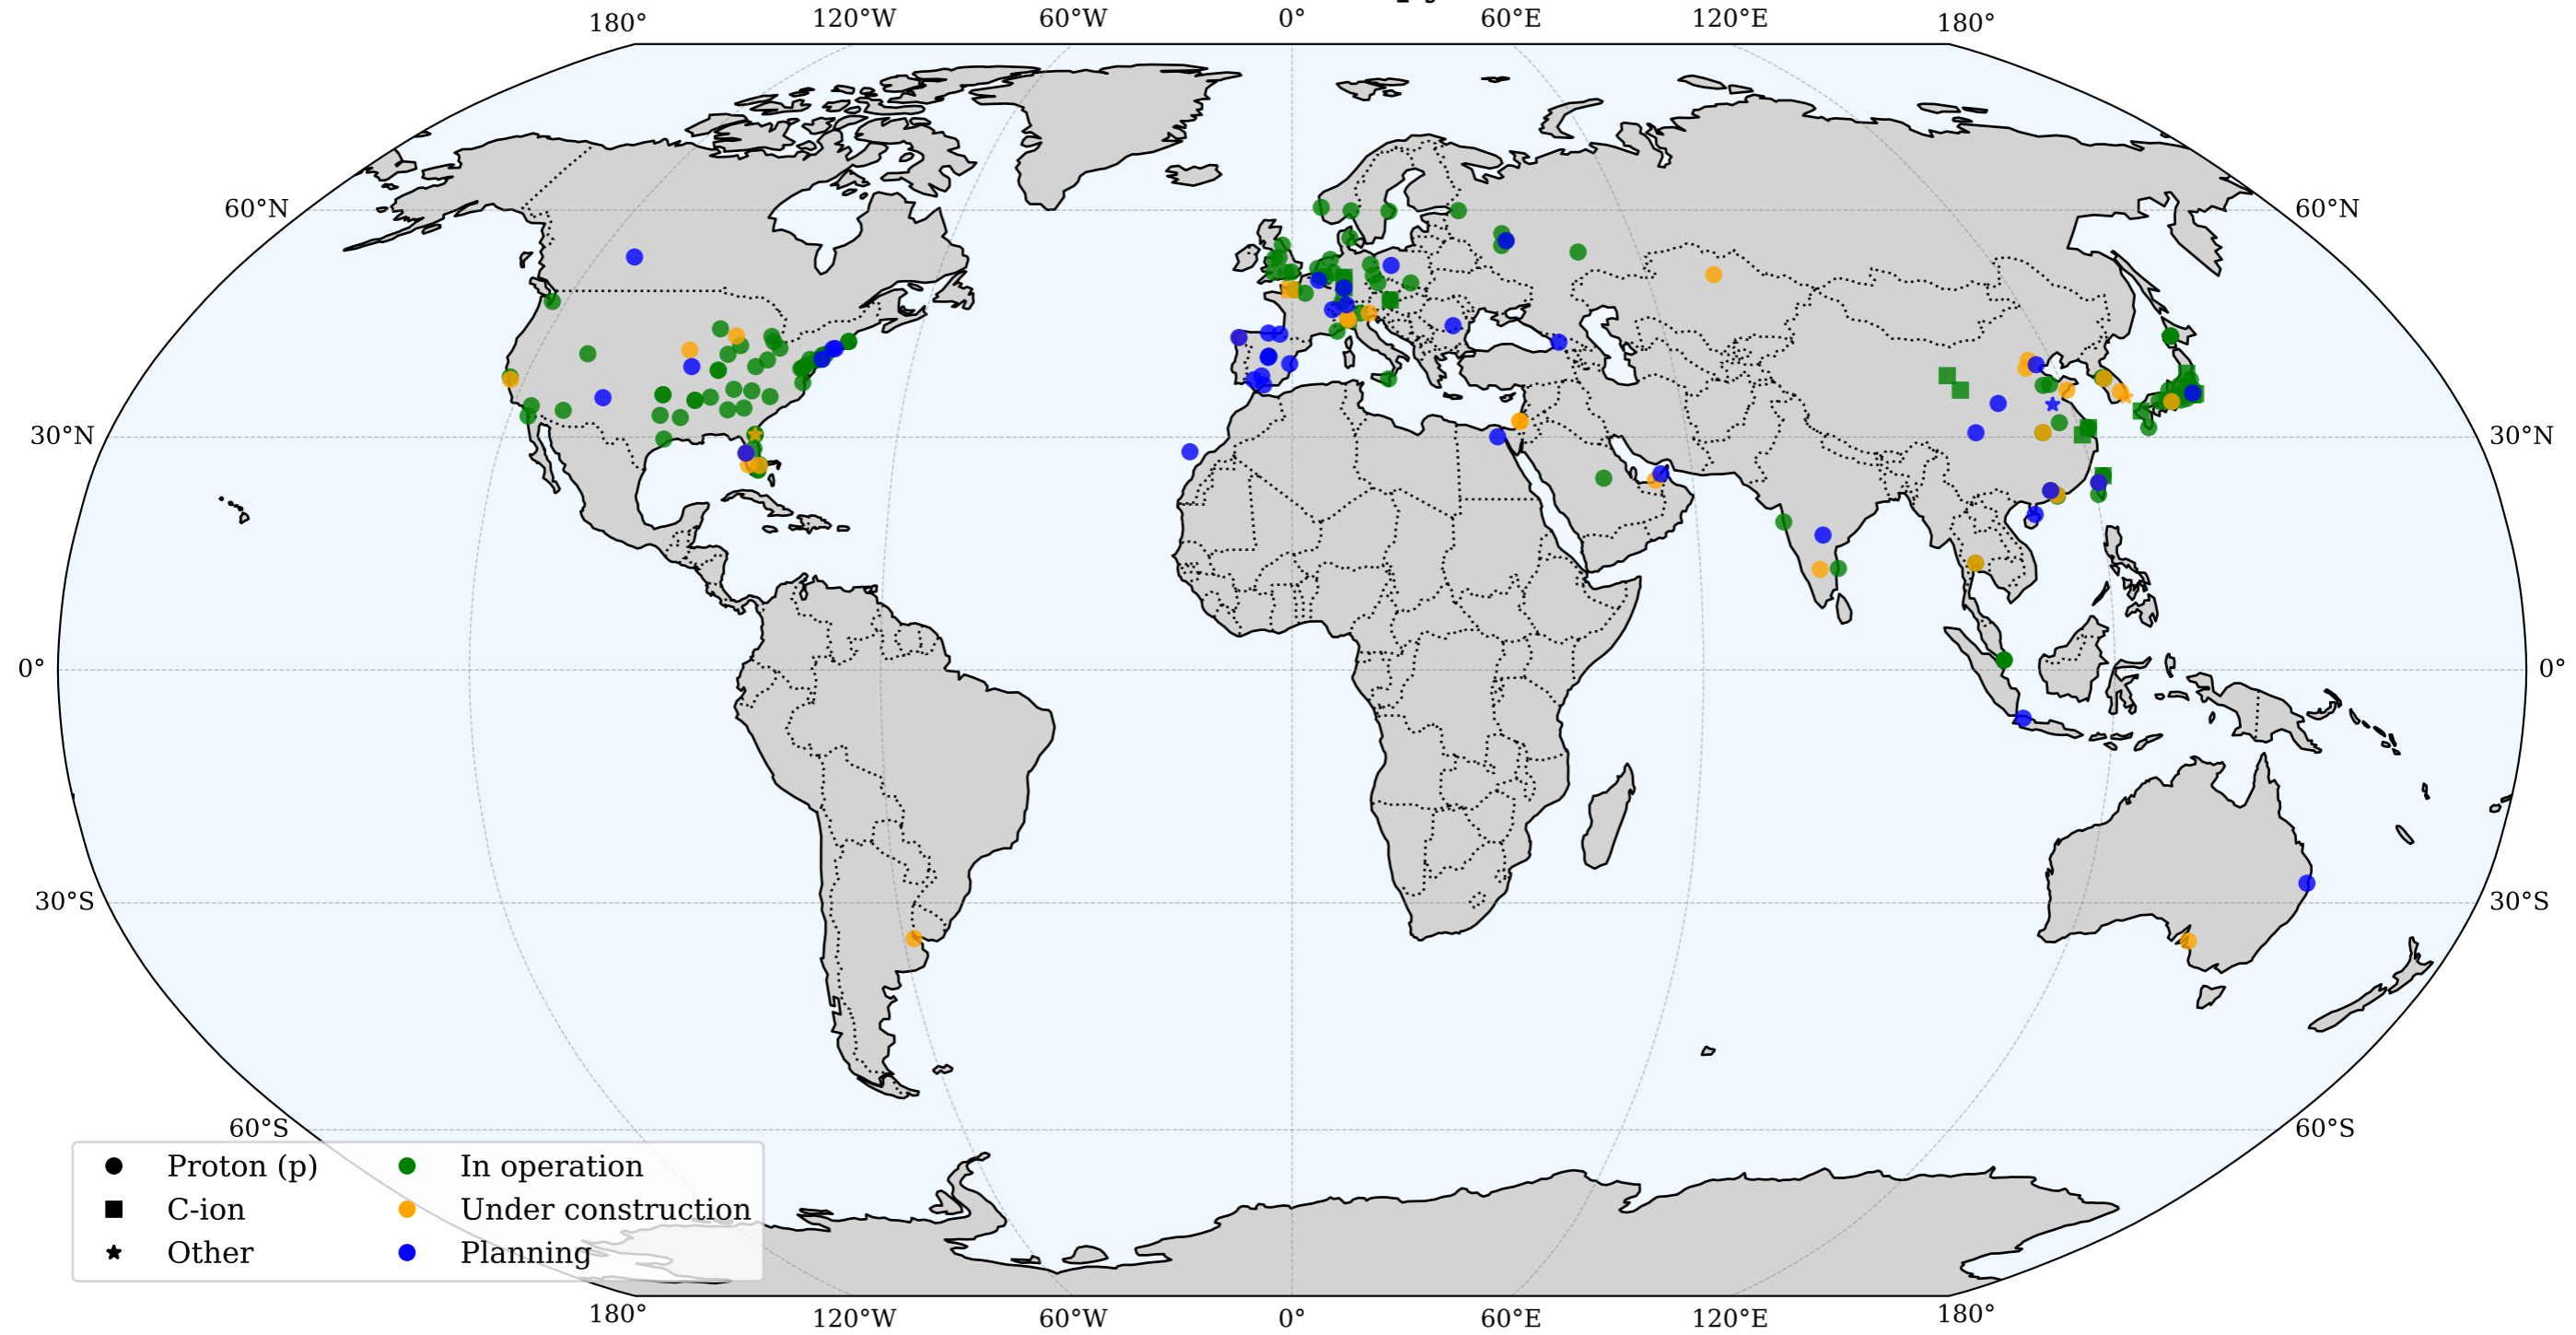 180° 120°W 60°W 0° 60°E 120°E 180°
60°N 60°N
30°N 30°N
0° 0°
30°S 30°S
60°S 60°S
Proton (p) In operation
C-ion Under construction
Other Planning
180° 120°W 60°W 0° 60°E 120°E 180°